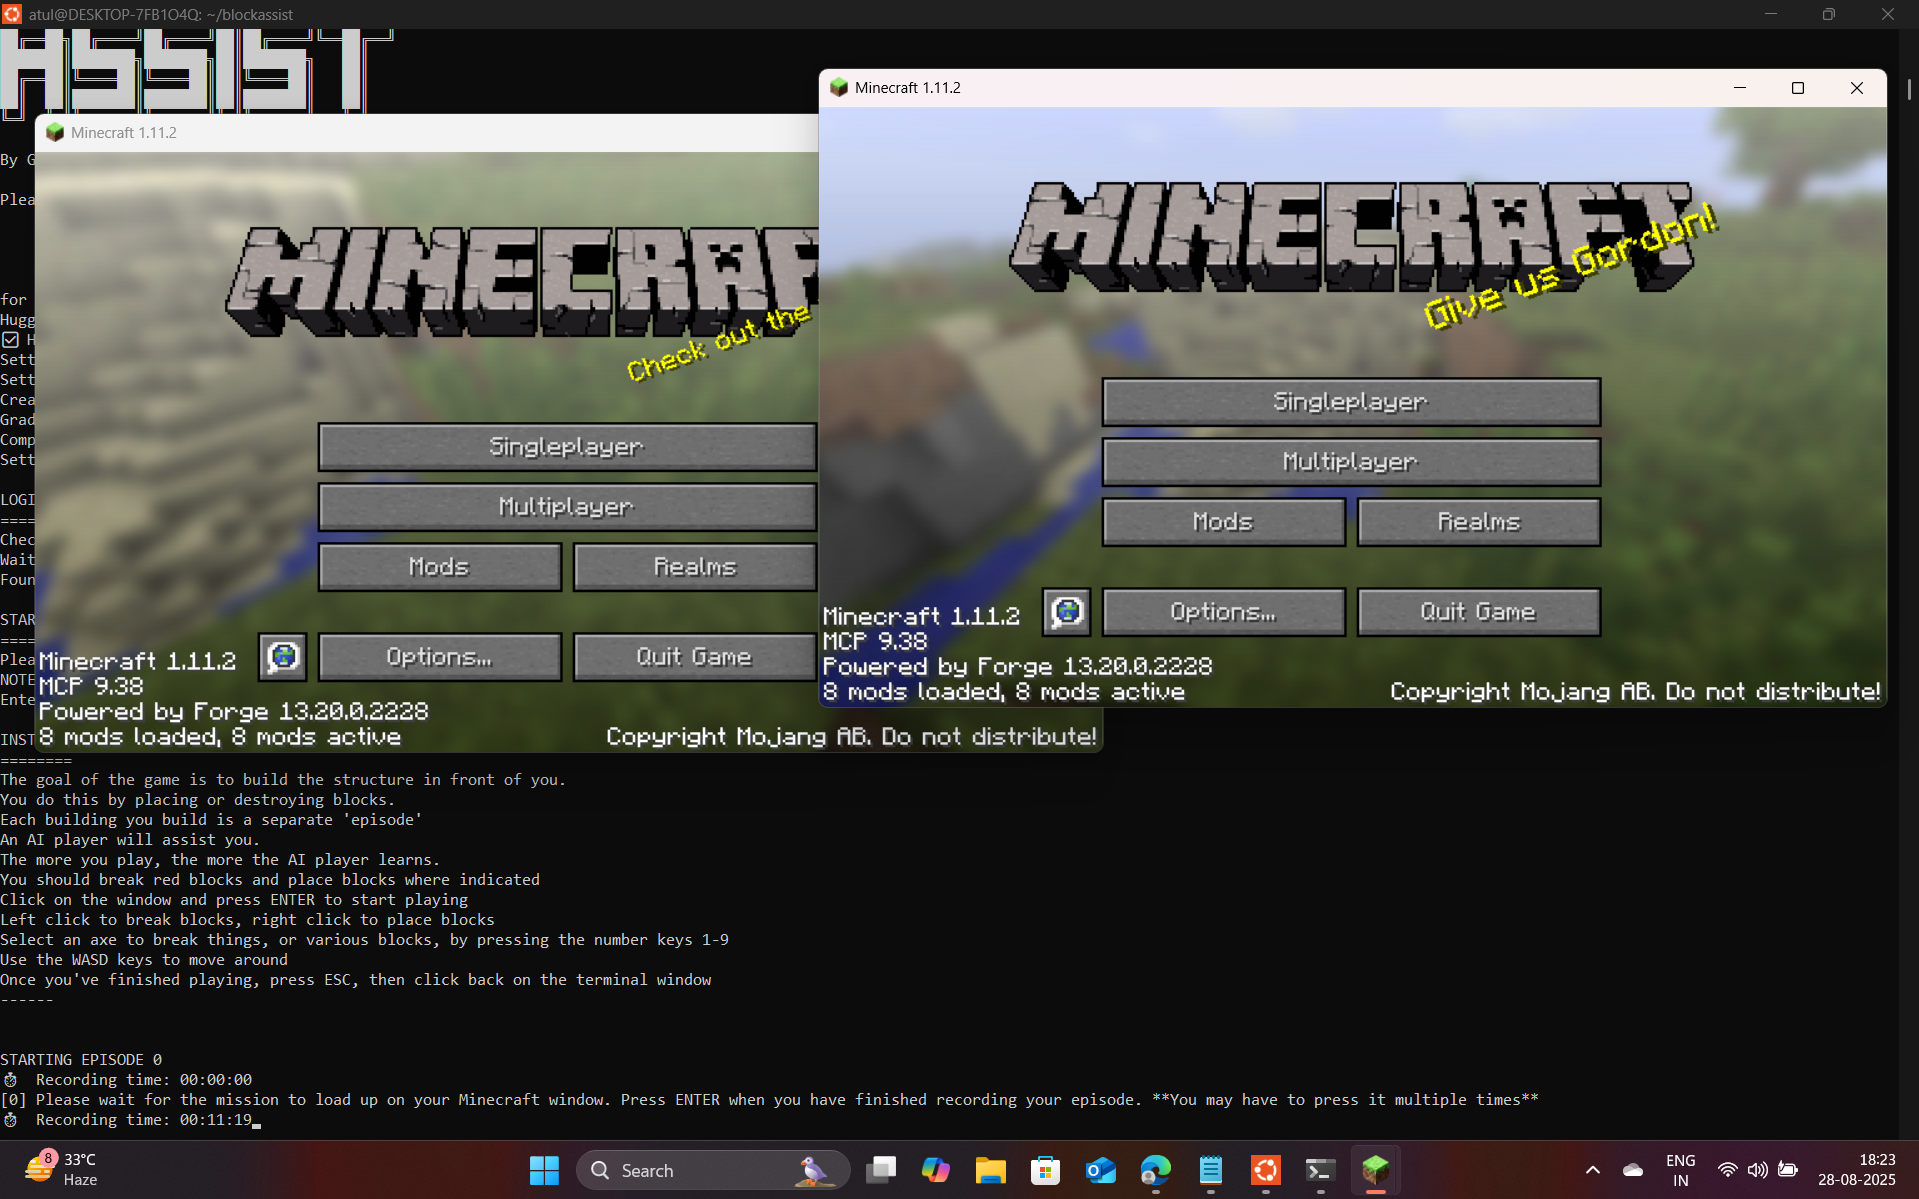 atul@DESKTOP-7FB1O4Q: ~/blockassist
ASSIST
By G
Plea
for
Hugg
H
Sett
Sett
Crea
Grad
Comp
Sett
LOGI
====
Chec
Wait
Foun
STAR
====
Plea
NOTE
Ente
INST
========
The goal of the game is to build the structure in front of you.
You do this by placing or destroying blocks.
Each building you build is a separate 'episode'
An AI player will assist you.
The more you play, the more the AI player learns.
You should break red blocks and place blocks where indicated
Click on the window and press ENTER to start playing
Left click to break blocks, right click to place blocks
Select an axe to break things, or various blocks, by pressing the number keys 1-9
Use the WASD keys to move around
Once you've finished playing, press ESC, then click back on the terminal window
------
STARTING EPISODE 0
Recording time: 00:00:00
[0] Please wait for the mission to load up on your Minecraft window. Press ENTER when you have finished recording your episode. **You may have to press it multiple times**
Recording time: 00:11:19
Minecraft 1.11.2
MINECRAF
Check out the
Singleplayer
Multiplayer
Mods
Realms
Options...
Quit Game
Minecraft 1.11.2
MCP 9.38
Powered by Forge 13.20.0.2228
8 mods loaded, 8 mods active
Copyright Mojang AB. Do not distribute!
Minecraft 1.11.2
MINECRAFT
Give us Gordon!
Singleplayer
Multiplayer
Mods
Realms
Options...
Quit Game
Minecraft 1.11.2
MCP 9.38
Powered by Forge 13.20.0.2228
8 mods loaded, 8 mods active
Copyright Mojang AB. Do not distribute!
8
33°C
Haze
Search
ENG
IN
18:23
28-08-2025